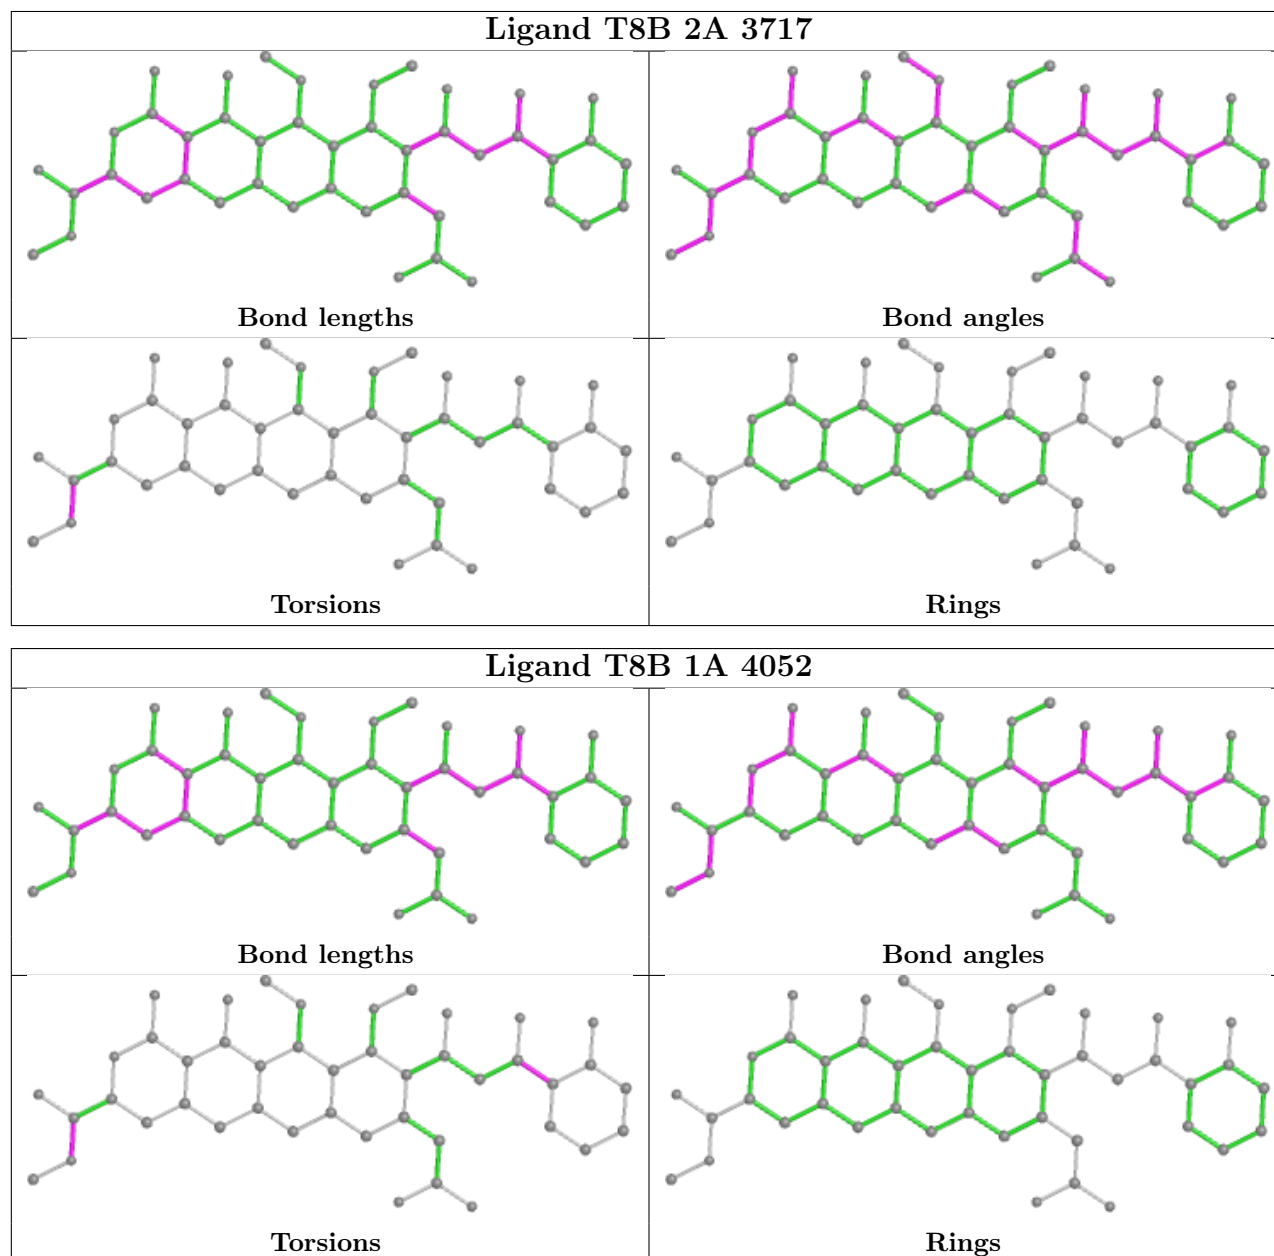 Ligand T8B 2A 3717
Bond lengths
Bond angles
Torsions
Rings
Ligand T8B 1A 4052
Bond lengths
Bond angles
Torsions
Rings